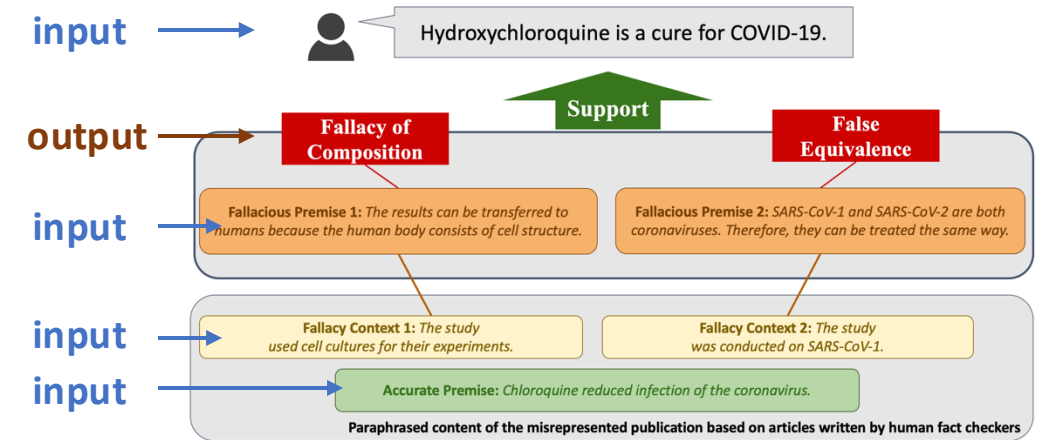 input
Hydroxychloroquine is a cure for COVID-19.
Support
output
Fallacy of
Composition
False
Equivalence
input
Fallacious Premise 1: The results can be transferred to
humans because the human body consists of cell structure.
Fallacious Premise 2: SARS-CoV-1 and SARS-CoV-2 are both
coronaviruses. Therefore, they can be treated the same way.
input
Fallacy Context 1: The study
used cell cultures for their experiments.
Fallacy Context 2: The study
was conducted on SARS-CoV-1.
input
Accurate Premise: Chloroquine reduced infection of the coronavirus.
Paraphrased content of the misrepresented publication based on articles written by human fact checkers